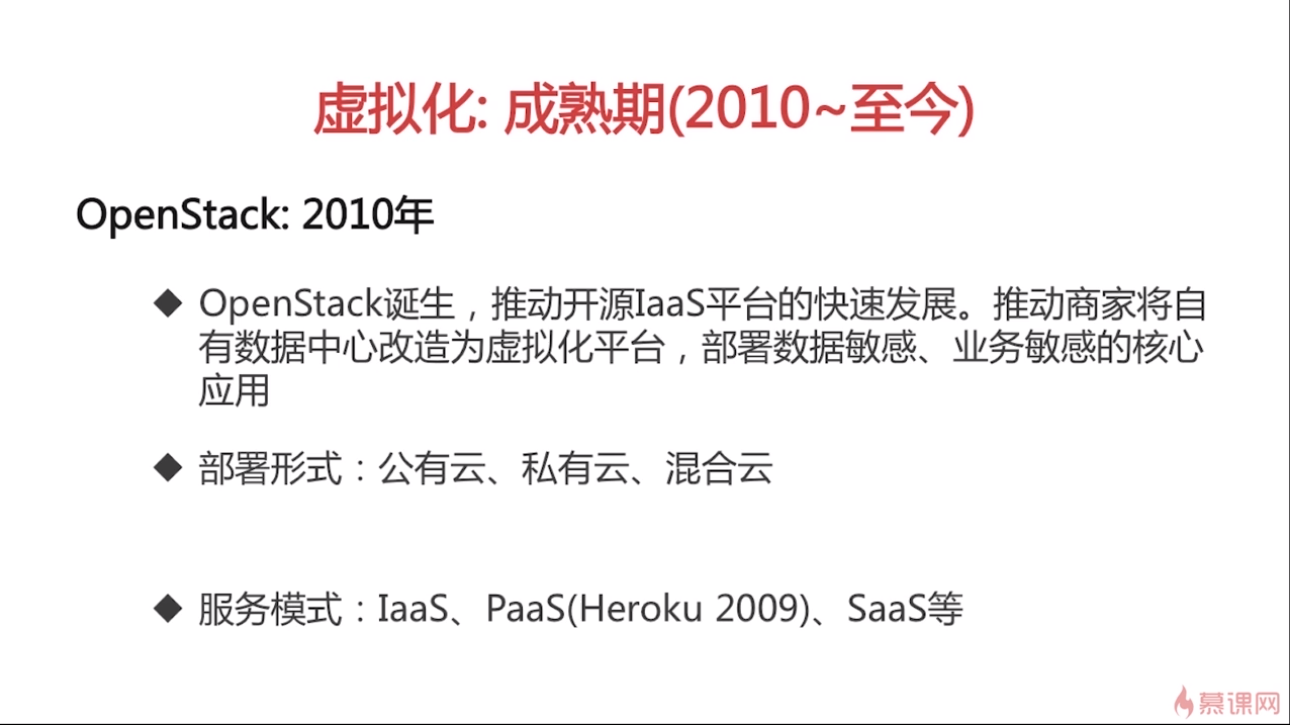 虚拟化: 成熟期(2010~至今)
OpenStack: 2010年
◆ OpenStack诞生，推动开源IaaS平台的快速发展。推动商家将自
有数据中心改造为虚拟化平台，部署数据敏感、业务敏感的核心
应用
◆ 部署形式：公有云、私有云、混合云
◆ 服务模式：IaaS、PaaS(Heroku 2009)、SaaS等
慕课网